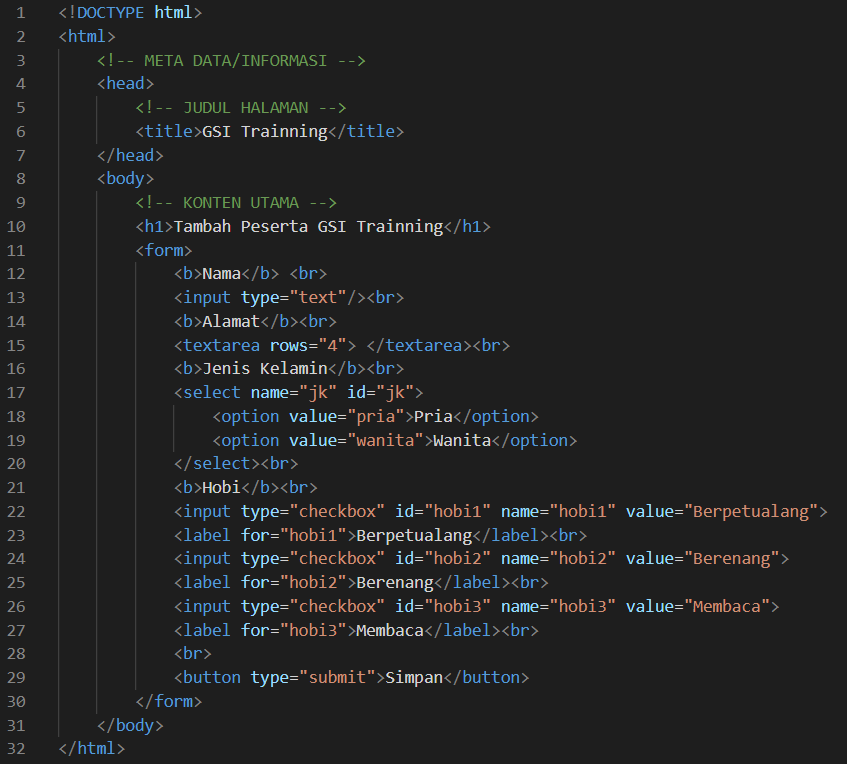 1 <!DOCTYPE html>
2 <html>
3     <!-- META DATA/INFORMASI -->
4     <head>
5         <!-- JUDUL HALAMAN -->
6         <title>GSI Trainning</title>
7     </head>
8     <body>
9         <!-- KONTEN UTAMA -->
10         <h1>Tambah Peserta GSI Trainning</h1>
11         <form>
12             <b>Nama</b> <br>
13             <input type="text"/><br>
14             <b>Alamat</b><br>
15             <textarea rows="4"> </textarea><br>
16             <b>Jenis Kelamin</b><br>
17             <select name="jk" id="jk">
18                 <option value="pria">Pria</option>
19                 <option value="wanita">Wanita</option>
20             </select><br>
21             <b>Hobi</b><br>
22             <input type="checkbox" id="hobi1" name="hobi1" value="Berpetualang">
23             <label for="hobi1">Berpetualang</label><br>
24             <input type="checkbox" id="hobi2" name="hobi2" value="Berenang">
25             <label for="hobi2">Berenang</label><br>
26             <input type="checkbox" id="hobi3" name="hobi3" value="Membaca">
27             <label for="hobi3">Membaca</label><br>
28             <br>
29             <button type="submit">Simpan</button>
30         </form>
31     </body>
32 </html>